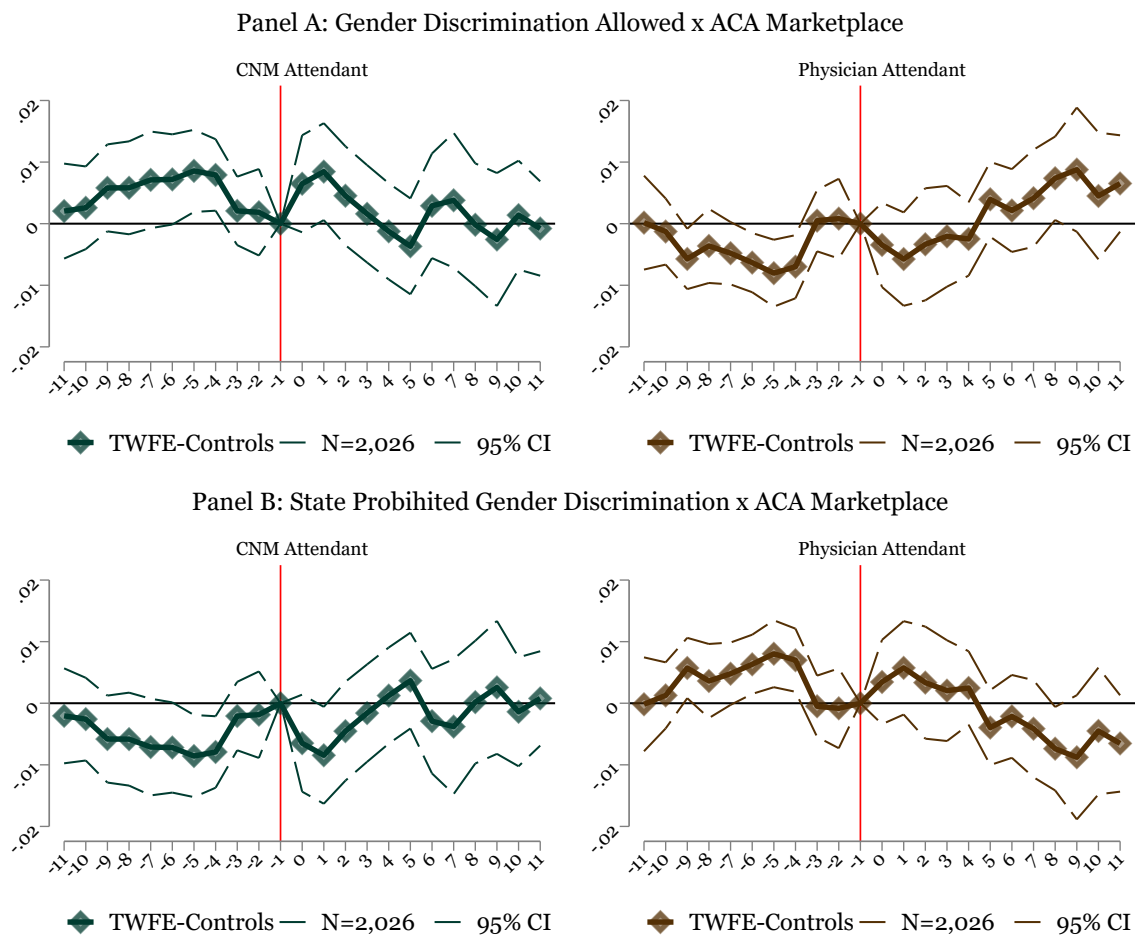 Panel A: Gender Discrimination Allowed x ACA Marketplace
CNM Attendant
.02
.01
0
-.01
-.02
-11 -10 -9 -8 -7 -6 -5 -4 -3 -2 -1 0 1 2 3 4 5 6 7 8 9 10 11
TWFE-Controls N=2,026 95% CI
Physician Attendant
.02
.01
0
-.01
-.02
-11 -10 -9 -8 -7 -6 -5 -4 -3 -2 -1 0 1 2 3 4 5 6 7 8 9 10 11
TWFE-Controls N=2,026 95% CI
Panel B: State Probihited Gender Discrimination x ACA Marketplace
CNM Attendant
.02
.01
0
-.01
-.02
-11 -10 -9 -8 -7 -6 -5 -4 -3 -2 -1 0 1 2 3 4 5 6 7 8 9 10 11
TWFE-Controls N=2,026 95% CI
Physician Attendant
.02
.01
0
-.01
-.02
-11 -10 -9 -8 -7 -6 -5 -4 -3 -2 -1 0 1 2 3 4 5 6 7 8 9 10 11
TWFE-Controls N=2,026 95% CI